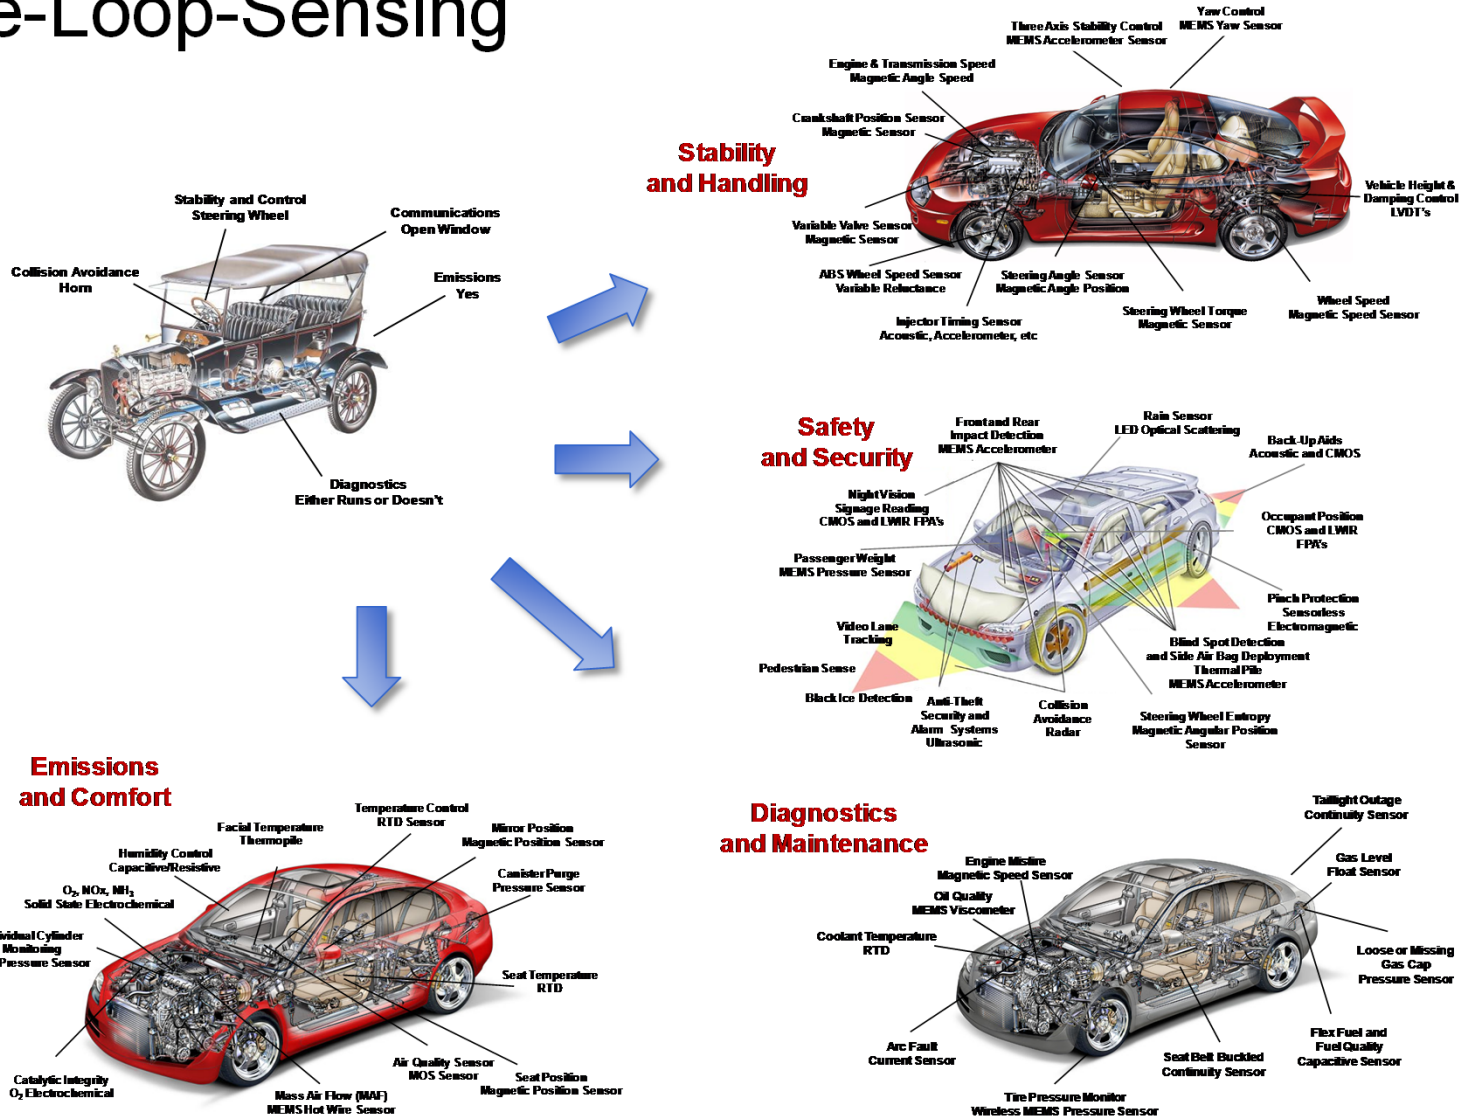 e-Loop-Sensing
Stability and Control
Steering Wheel
Communications
Open Window
Collision Avoidance
Horn
Emissions
Yes
Diagnostics
Either Runs or Doesn't
Stability
and Handling
Yaw Control
MEMS Yaw Sensor
Three Axis Stability Control
MEMS Accelerometer Sensor
Engine & Transmission Speed
Magnetic Angle Speed
Crankshaft Position Sensor
Magnetic Sensor
Vehicle Height &
Damping Control
LVDT's
Variable Valve Sensor
Magnetic Sensor
ABS Wheel Speed Sensor
Variable Reluctance
Steering Angle Sensor
Magnetic Angle Position
Injector Timing Sensor
Acoustic, Accelerometer, etc
Steering Wheel Torque
Magnetic Sensor
Wheel Speed
Magnetic Speed Sensor
Safety
and Security
Front and Rear
Impact Detection
MEMS Accelerometer
Rain Sensor
LED Optical Scattering
Back-Up Aids
Acoustic and CMOS
Night Vision
Signage Reading
CMOS and LWIR FPA's
Occupant Position
CMOS and LWIR
FPA's
Passenger Weight
MEMS Pressure Sensor
Pinch Protection
Sensorless
Electromagnetic
Video Lane
Tracking
Pedestrian Sense
Black Ice Detection
Anti-Theft
Security and
Alarm Systems
Ultrasonic
Collision
Avoidance
Radar
Blind Spot Detection
and Side Air Bag Deployment
Thermal Pile
MEMS Accelerometer
Steering Wheel Entropy
Magnetic Angular Position
Sensor
Emissions
and Comfort
Temperature Control
RTD Sensor
Facial Temperature
Thermopile
Mirror Position
Magnetic Position Sensor
Humidity Control
Capacitive/Resistive
Canister Purge
Pressure Sensor
O₂, NOx, NH₃
Solid State Electrochemical
vidual Cylinder
Monitoring
Pressure Sensor
Seat Temperature
RTD
Catalytic Integrity
O₂ Electrochemical
Mass Air Flow (MAF)
MEMS Hot Wire Sensor
Air Quality Sensor
MOS Sensor
Seat Position
Magnetic Position Sensor
Diagnostics
and Maintenance
Taillight Outage
Continuity Sensor
Engine Misfire
Magnetic Speed Sensor
Gas Level
Float Sensor
Oil Quality
MEMS Viscometer
Coolant Temperature
RTD
Loose or Missing
Gas Cap
Pressure Sensor
Arc Fault
Current Sensor
Seat Belt Buckled
Continuity Sensor
Flex Fuel and
Fuel Quality
Capacitive Sensor
Tire Pressure Monitor
Wireless MEMS Pressure Sensor